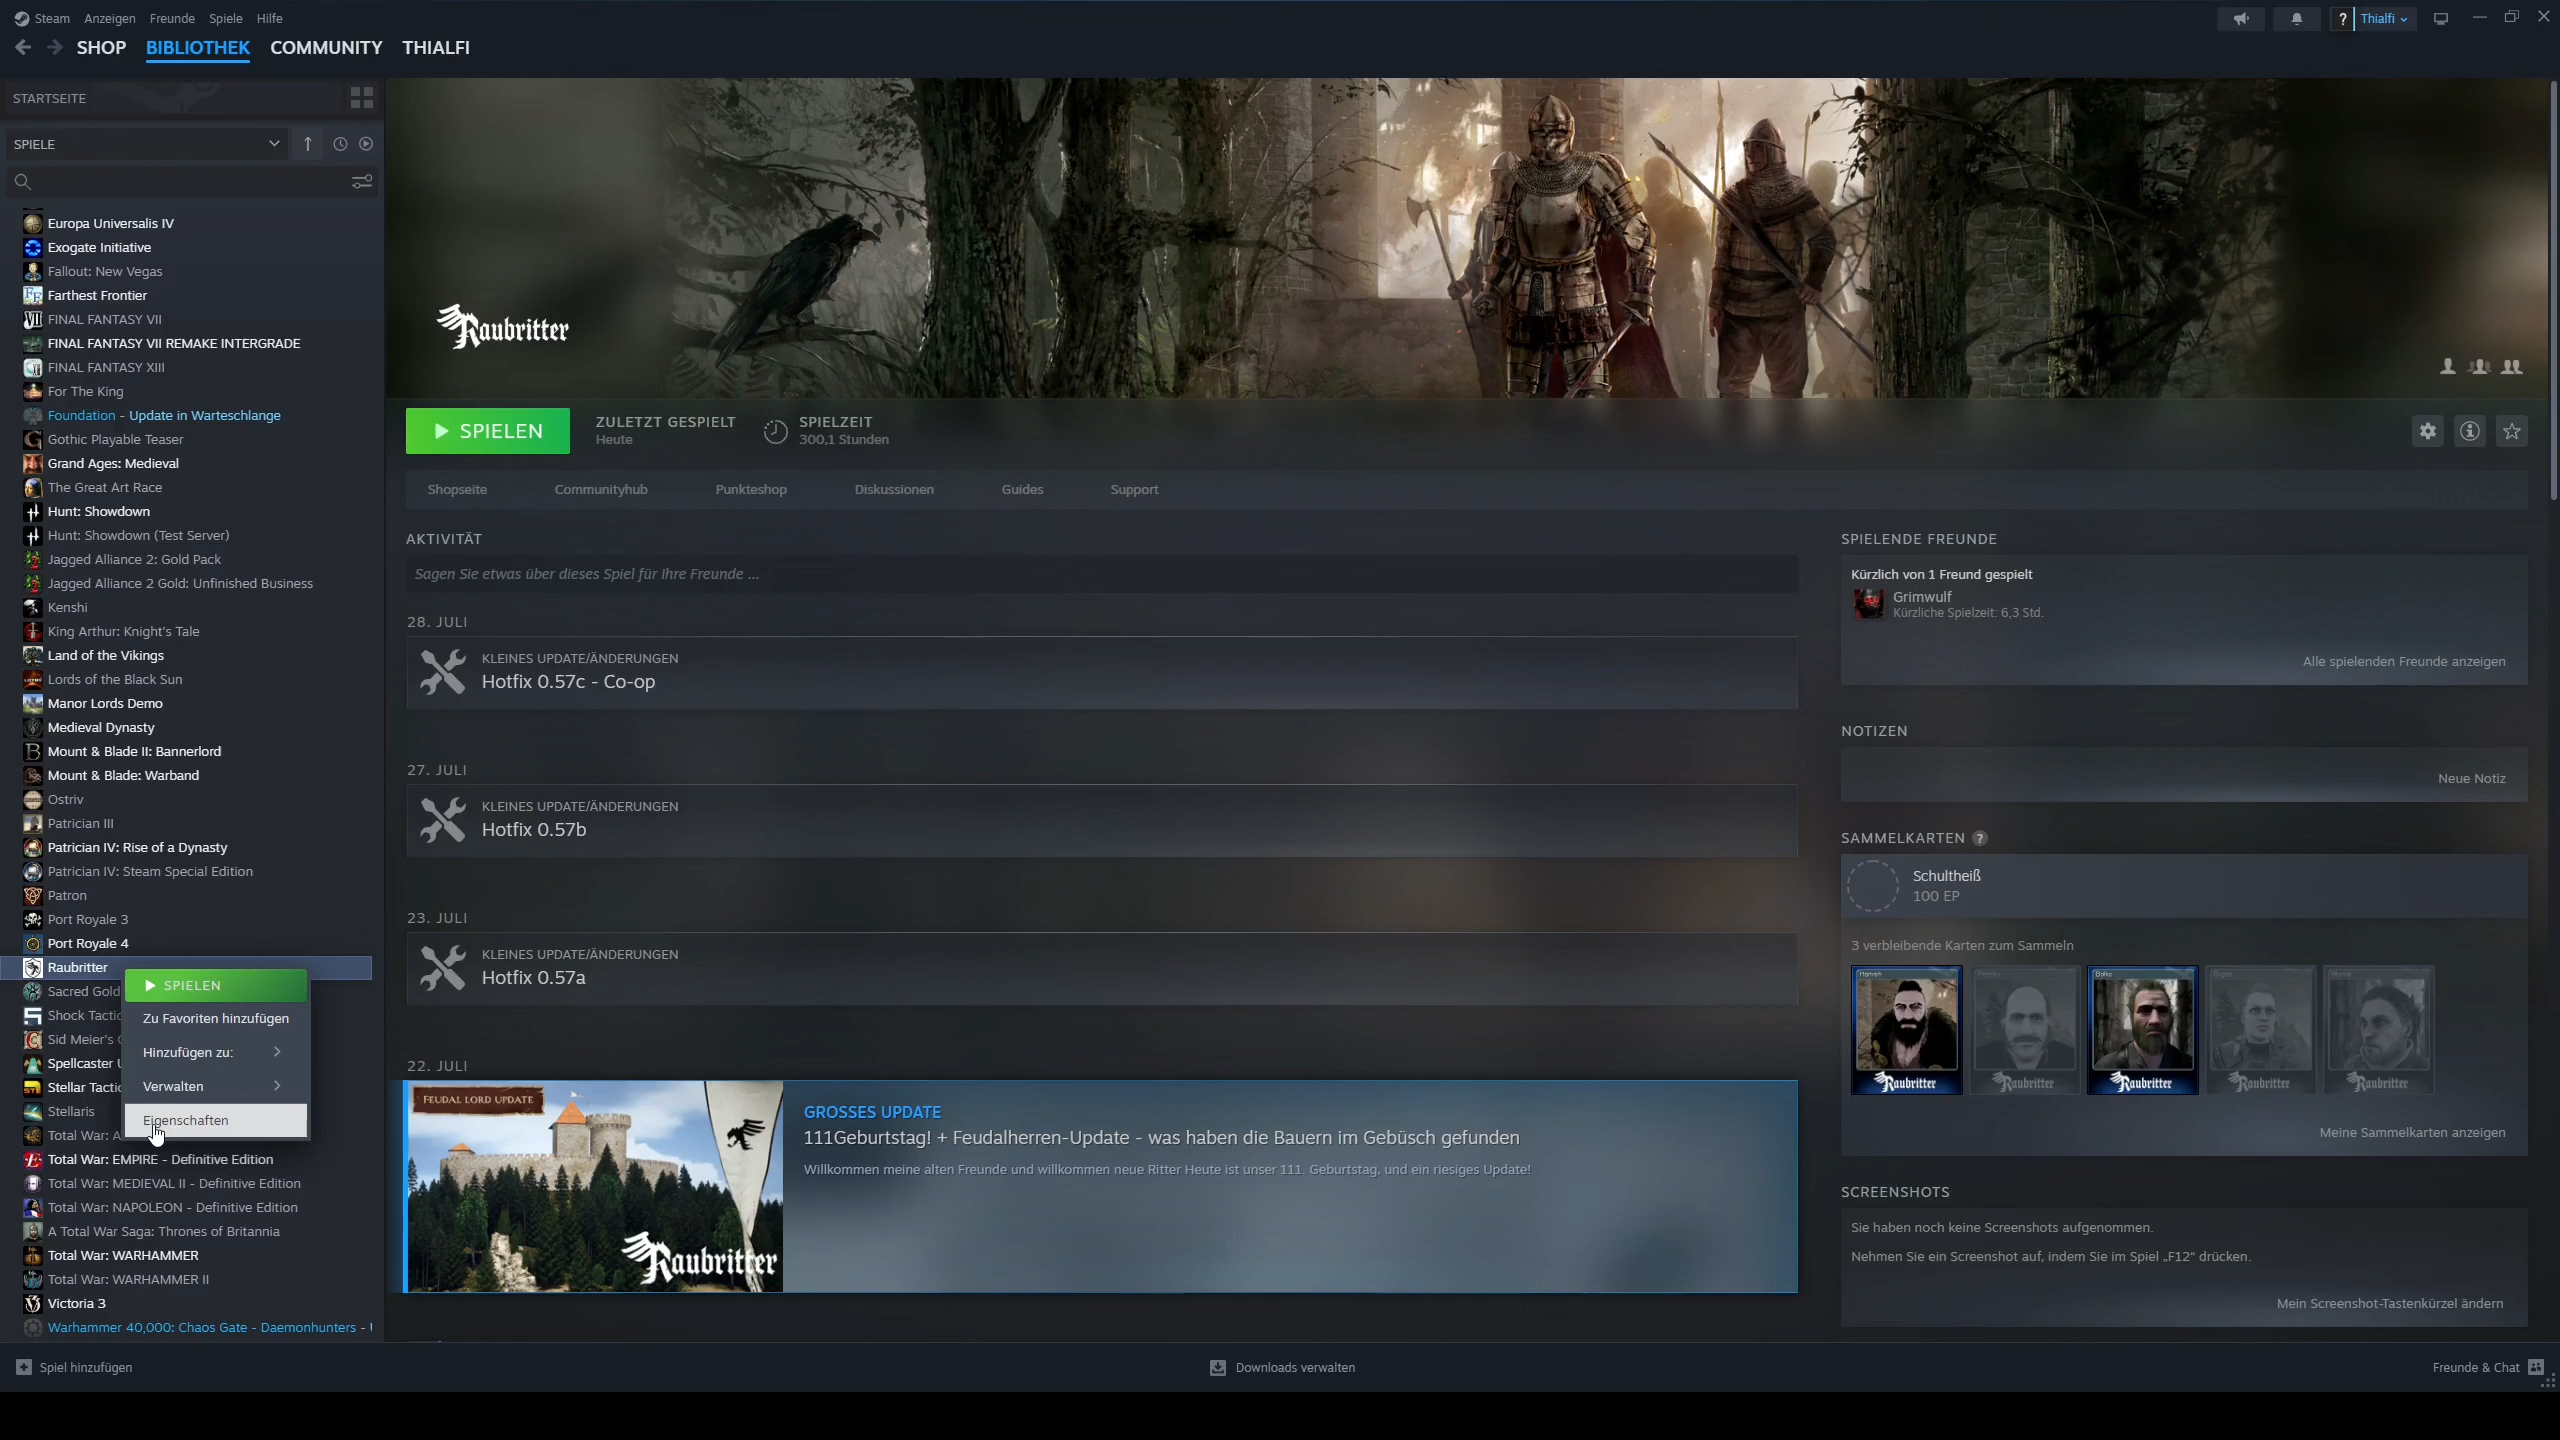 Steam Anzeigen Freunde Spiele Hilfe
? Thialfi
SHOP BIBLIOTHEK COMMUNITY THIALFI
STARTSEITE
SPIELE
Europa Universalis IV
Exogate Initiative
Fallout: New Vegas
Farthest Frontier
FINAL FANTASY VII
FINAL FANTASY VII REMAKE INTERGRADE
FINAL FANTASY XIII
For The King
Foundation - Update in Warteschlange
Gothic Playable Teaser
Grand Ages: Medieval
The Great Art Race
Hunt: Showdown
Hunt: Showdown (Test Server)
Jagged Alliance 2: Gold Pack
Jagged Alliance 2 Gold: Unfinished Business
Kenshi
King Arthur: Knight's Tale
Land of the Vikings
Lords of the Black Sun
Manor Lords Demo
Medieval Dynasty
Mount & Blade II: Bannerlord
Mount & Blade: Warband
Ostriv
Patrician III
Patrician IV: Rise of a Dynasty
Patrician IV: Steam Special Edition
Patron
Port Royale 3
Port Royale 4
Raubritter
Sacred Gold
Shock Tactic
Sid Meier's
Spellcaster U
Stellar Tactic
Stellaris
Total War: A
Total War: EMPIRE - Definitive Edition
Total War: MEDIEVAL II - Definitive Edition
Total War: NAPOLEON - Definitive Edition
A Total War Saga: Thrones of Britannia
Total War: WARHAMMER
Total War: WARHAMMER II
Victoria 3
Warhammer 40,000: Chaos Gate - Daemonhunters -
SPIELEN
Zu Favoriten hinzufügen
Hinzufügen zu:
Verwalten
Eigenschaften
Raubritter
SPIELEN
ZULETZT GESPIELT
Heute
SPIELZEIT
300,1 Stunden
Shopseite Communityhub Punkteshop Diskussionen Guides Support
AKTIVITÄT
Sagen Sie etwas über dieses Spiel für Ihre Freunde ...
28. JULI
KLEINES UPDATE/ÄNDERUNGEN
Hotfix 0.57c - Co-op
27. JULI
KLEINES UPDATE/ÄNDERUNGEN
Hotfix 0.57b
23. JULI
KLEINES UPDATE/ÄNDERUNGEN
Hotfix 0.57a
22. JULI
FEUDAL LORD UPDATE
Raubritter
GROSSES UPDATE
111Geburtstag! + Feudalherren-Update - was haben die Bauern im Gebüsch gefunden
Willkommen meine alten Freunde und willkommen neue Ritter Heute ist unser 111. Geburtstag, und ein riesiges Update!
SPIELENDE FREUNDE
Kürzlich von 1 Freund gespielt
Grimwulf
Kürzliche Spielzeit: 6,3 Std.
Alle spielenden Freunde anzeigen
NOTIZEN
Neue Notiz
SAMMELKARTEN ?
Schultheiß
100 EP
3 verbleibende Karten zum Sammeln
Raubritter Raubritter Raubritter Raubritter Raubritter
Meine Sammelkarten anzeigen
SCREENSHOTS
Sie haben noch keine Screenshots aufgenommen.
Nehmen Sie ein Screenshot auf, indem Sie im Spiel „F12“ drücken.
Mein Screenshot-Tastenkürzel ändern
Spiel hinzufügen
Downloads verwalten
Freunde & Chat